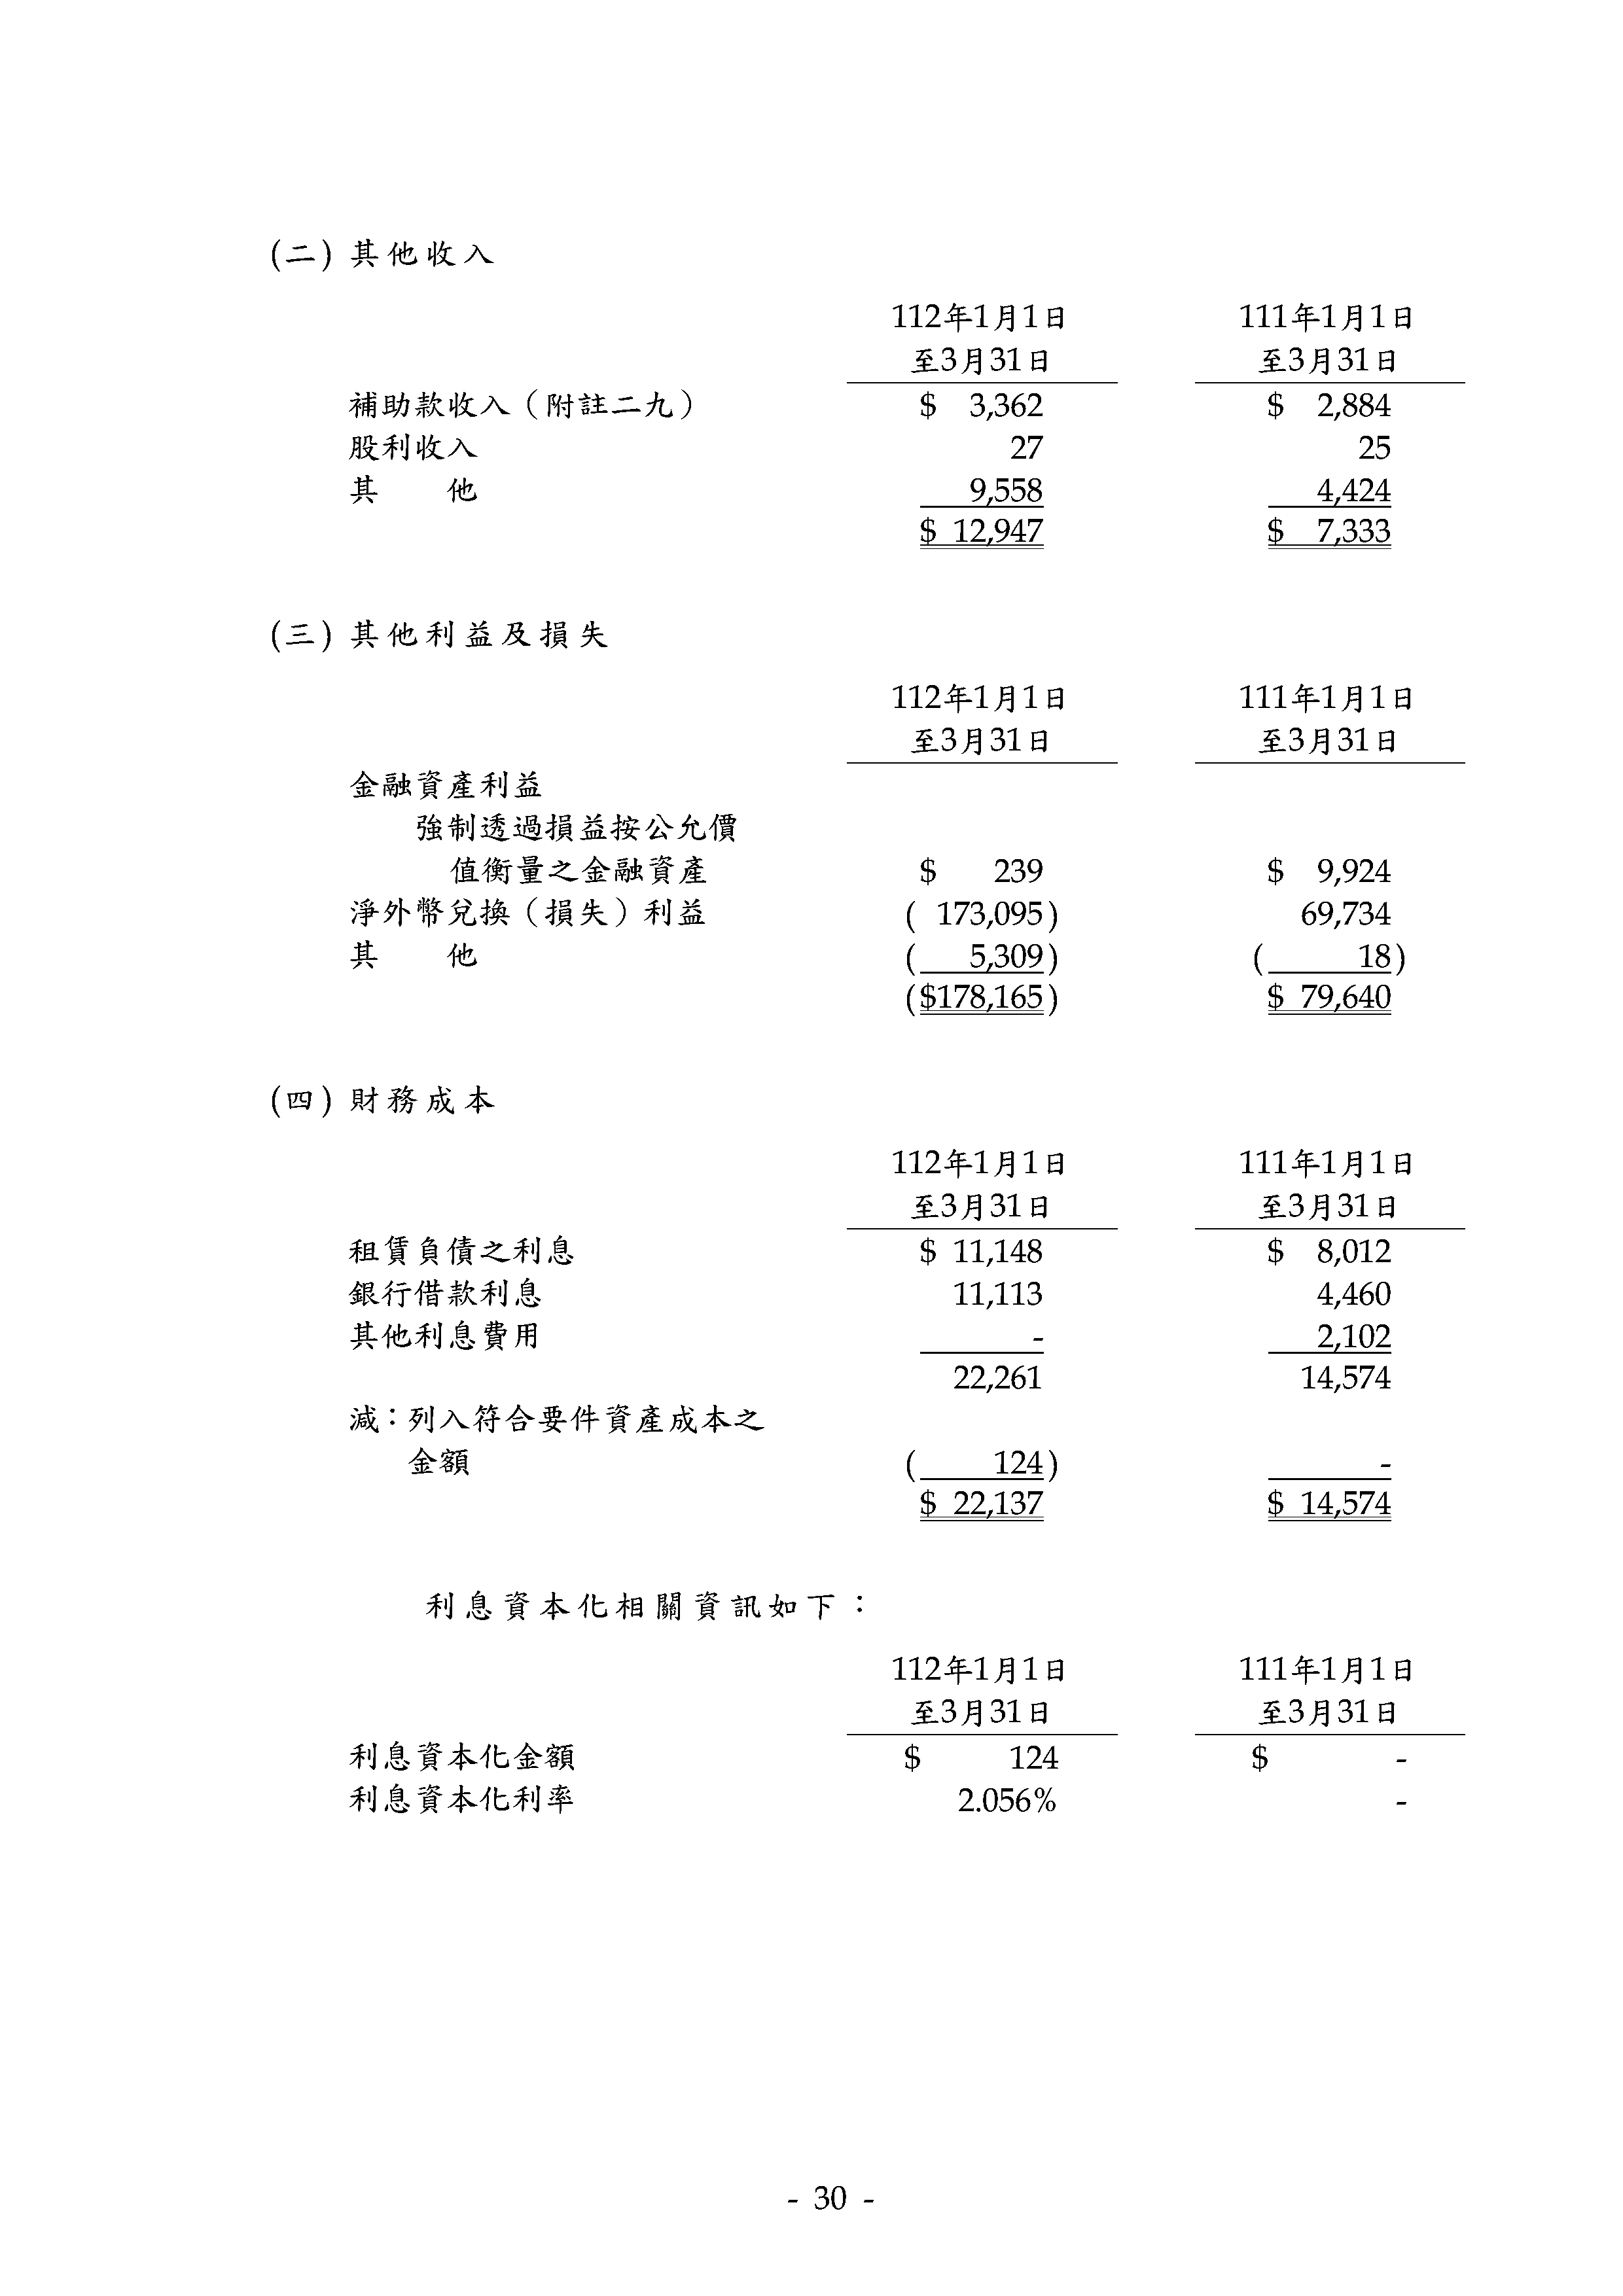 (二) 其他收入
112年1月1日 111年1月1日
至3月31日 至3月31日
補助款收入（附註二九） $ 3,362 $ 2,884
股利收入 27 25
其　　他 9,558 4,424
$ 12,947 $ 7,333
(三) 其他利益及損失
112年1月1日 111年1月1日
至3月31日 至3月31日
金融資產利益
強制透過損益按公允價
值衡量之金融資產 $ 239 $ 9,924
淨外幣兌換（損失）利益 ( 173,095) 69,734
其　　他 ( 5,309) ( 18)
($178,165) $ 79,640
(四) 財務成本
112年1月1日 111年1月1日
至3月31日 至3月31日
租賃負債之利息 $ 11,148 $ 8,012
銀行借款利息 11,113 4,460
其他利息費用 - 2,102
22,261 14,574
減：列入符合要件資產成本之
金額 ( 124) -
$ 22,137 $ 14,574
利息資本化相關資訊如下：
112年1月1日 111年1月1日
至3月31日 至3月31日
利息資本化金額 $ 124 $ -
利息資本化利率 2.056% -
- 30 -